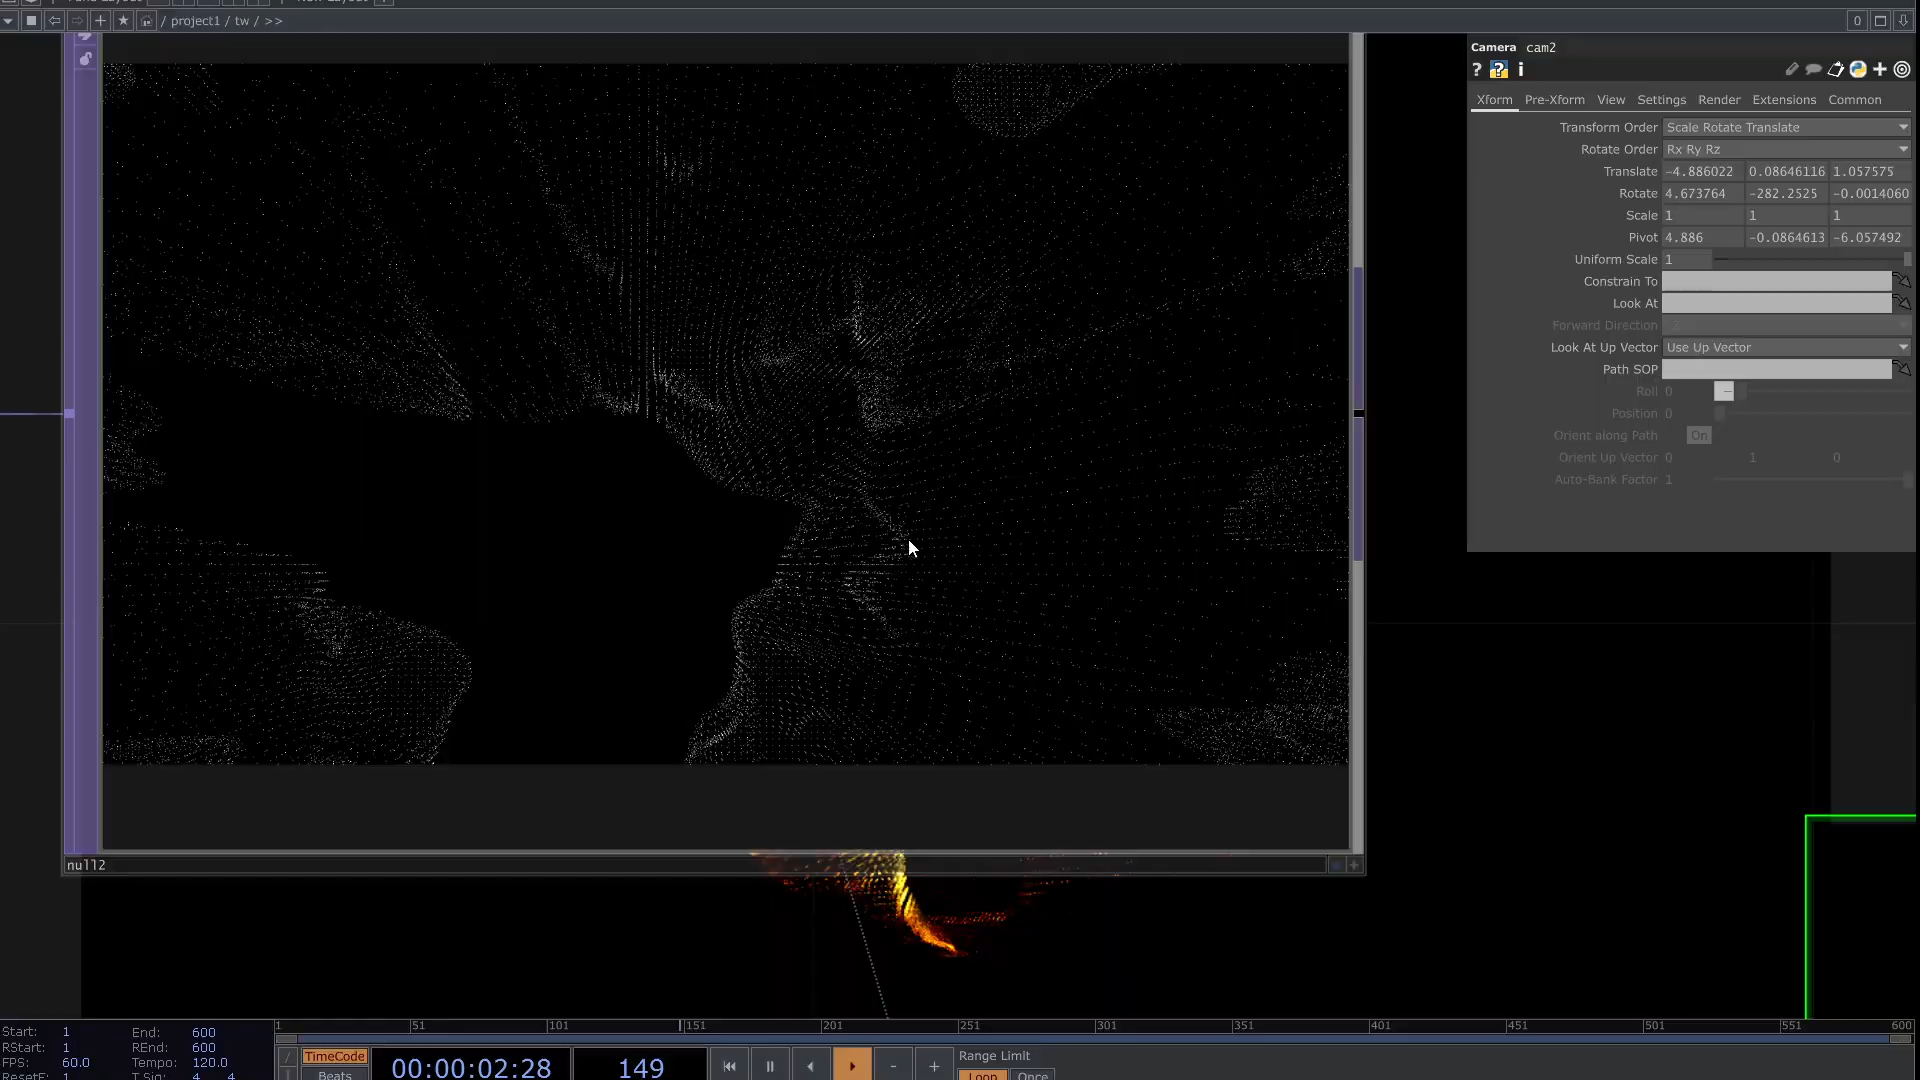 / project1 / tw / >>
0
Camera cam2
? ? i
Xform Pre-Xform View Settings Render Extensions Common
Transform Order Scale Rotate Translate
Rotate Order Rx Ry Rz
Translate -4.886022 0.08646116 1.057575
Rotate 4.673764 -282.2525 -0.0014060
Scale 1 1 1
Pivot 4.886 -0.0864613 -6.057492
Uniform Scale 1
Constrain To
Look At
Forward Direction
Look At Up Vector Use Up Vector
Path SOP
Roll 0
Position 0
Orient along Path On
Orient Up Vector 0 1 0
Auto-Bank Factor 1
null2
1 51 101 151 201 251 301 351 401 451 501 551 600
Start: 1 End: 600
RStart: 1 REnd: 600
FPS: 60.0 Tempo: 120.0
ResetF: 1 T Sig: 4 4
TimeCode
Beats
00:00:02:28
149
Range Limit
Loop Once